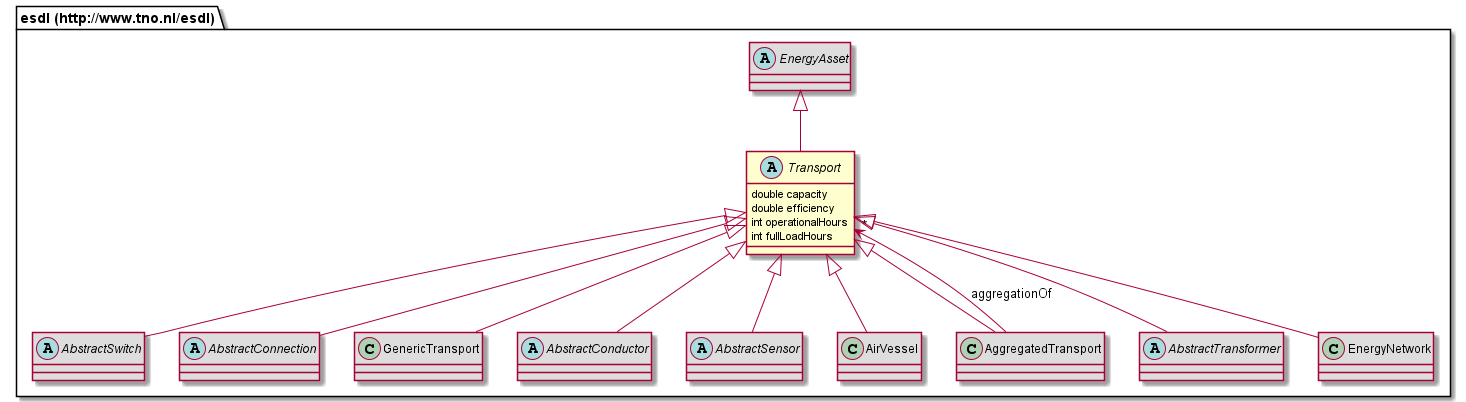 esdl (http://www.tno.nl/esdl)
A EnergyAsset
A Transport
double capacity
double efficiency
int operationalHours
int fullLoadHours
*
aggregationOf
A AbstractSwitch
A AbstractConnection
C GenericTransport
A AbstractConductor
A AbstractSensor
C AirVessel
C AggregatedTransport
A AbstractTransformer
C EnergyNetwork